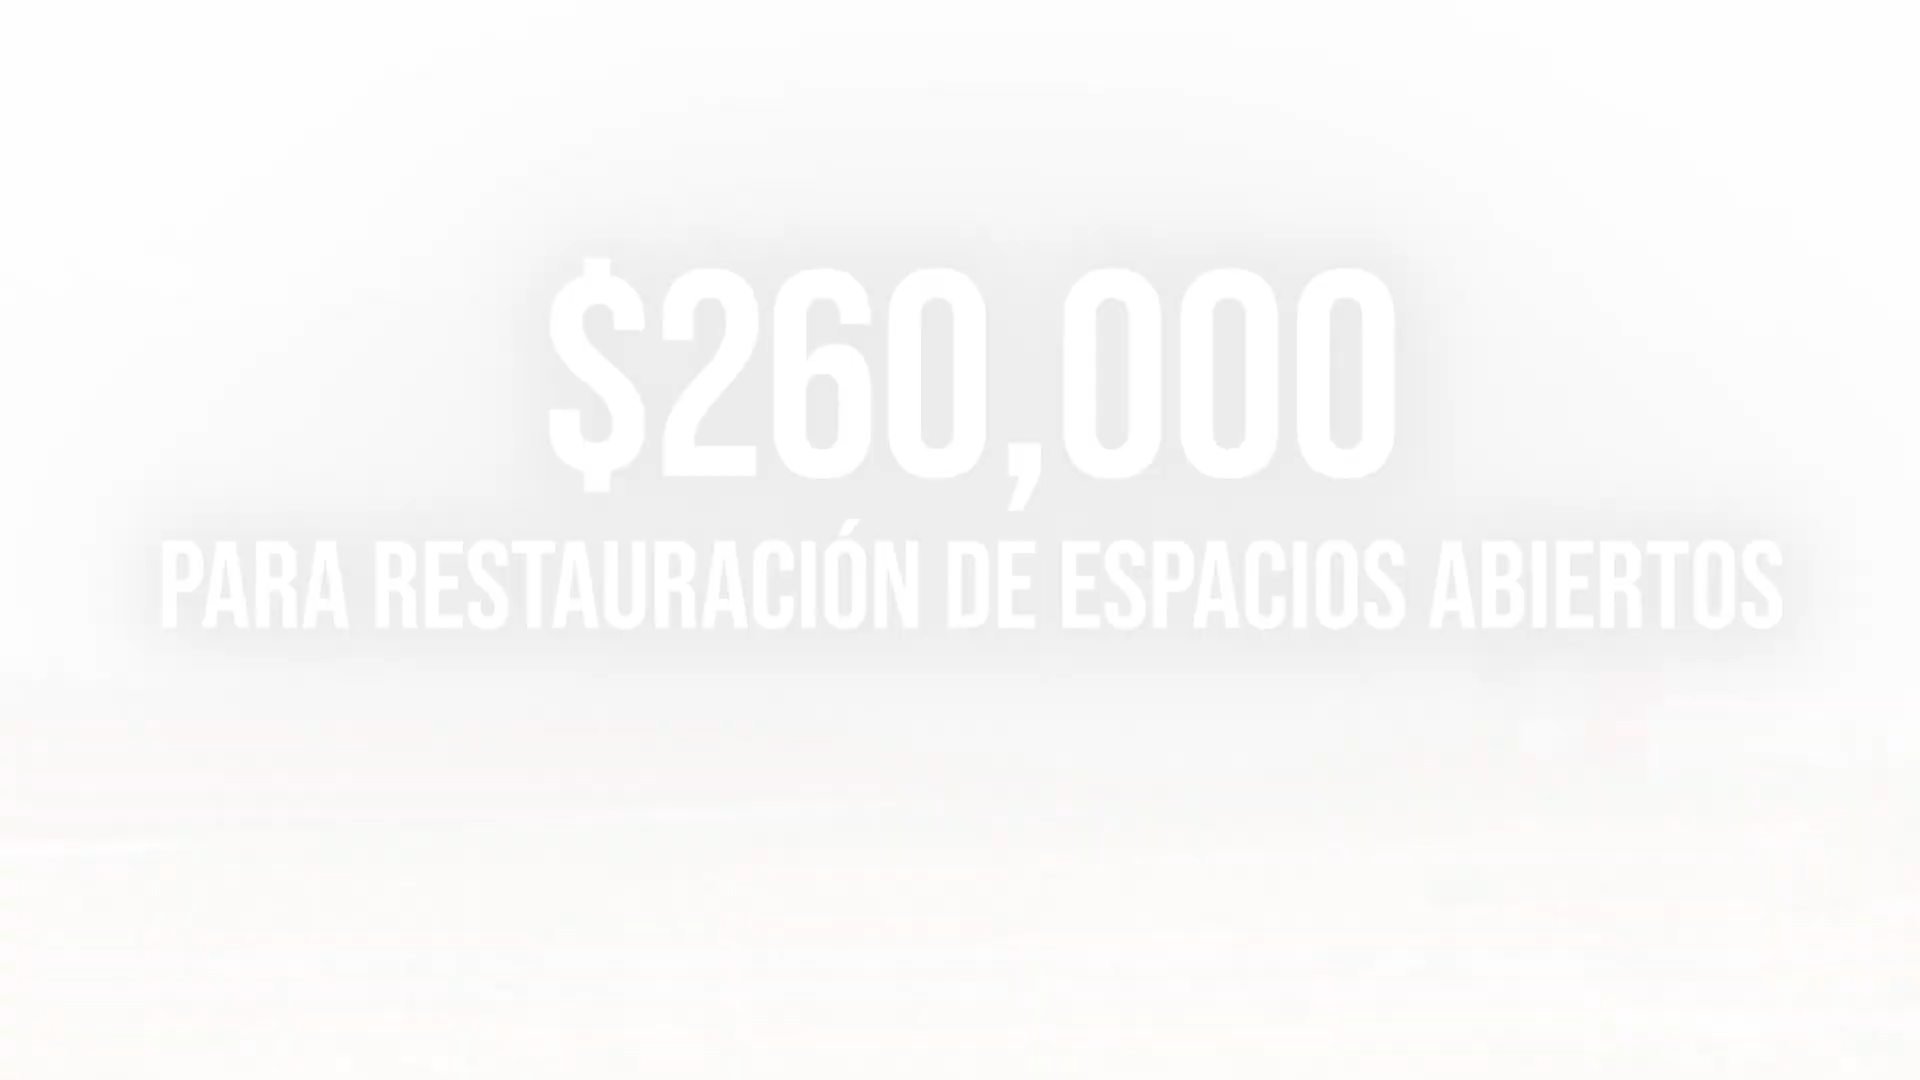 $260,000
PARA RESTAURACIÓN DE ESPACIOS ABIERTOS